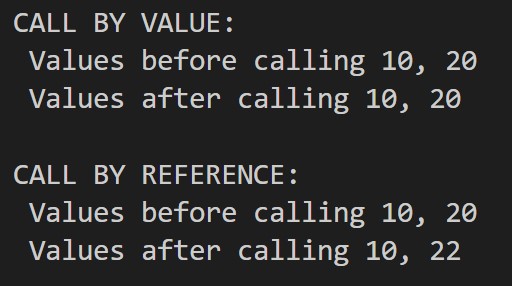 CALL BY VALUE:
Values before calling 10, 20
Values after calling 10, 20
CALL BY REFERENCE:
Values before calling 10, 20
Values after calling 10, 22